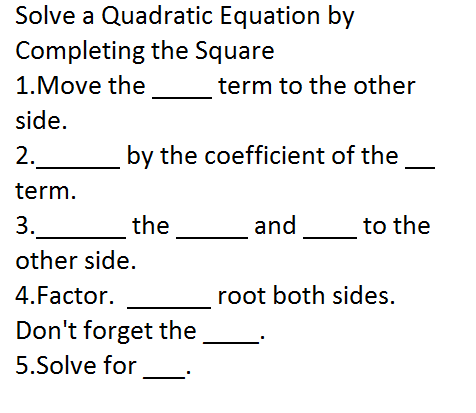 Solve a Quadratic Equation by
Completing the Square
1.Move the _____ term to the other
side.
2._______ by the coefficient of the __
term.
3._______ the ______ and ____ to the
other side.
4.Factor. _______ root both sides.
Don't forget the _____.
5.Solve for ___.